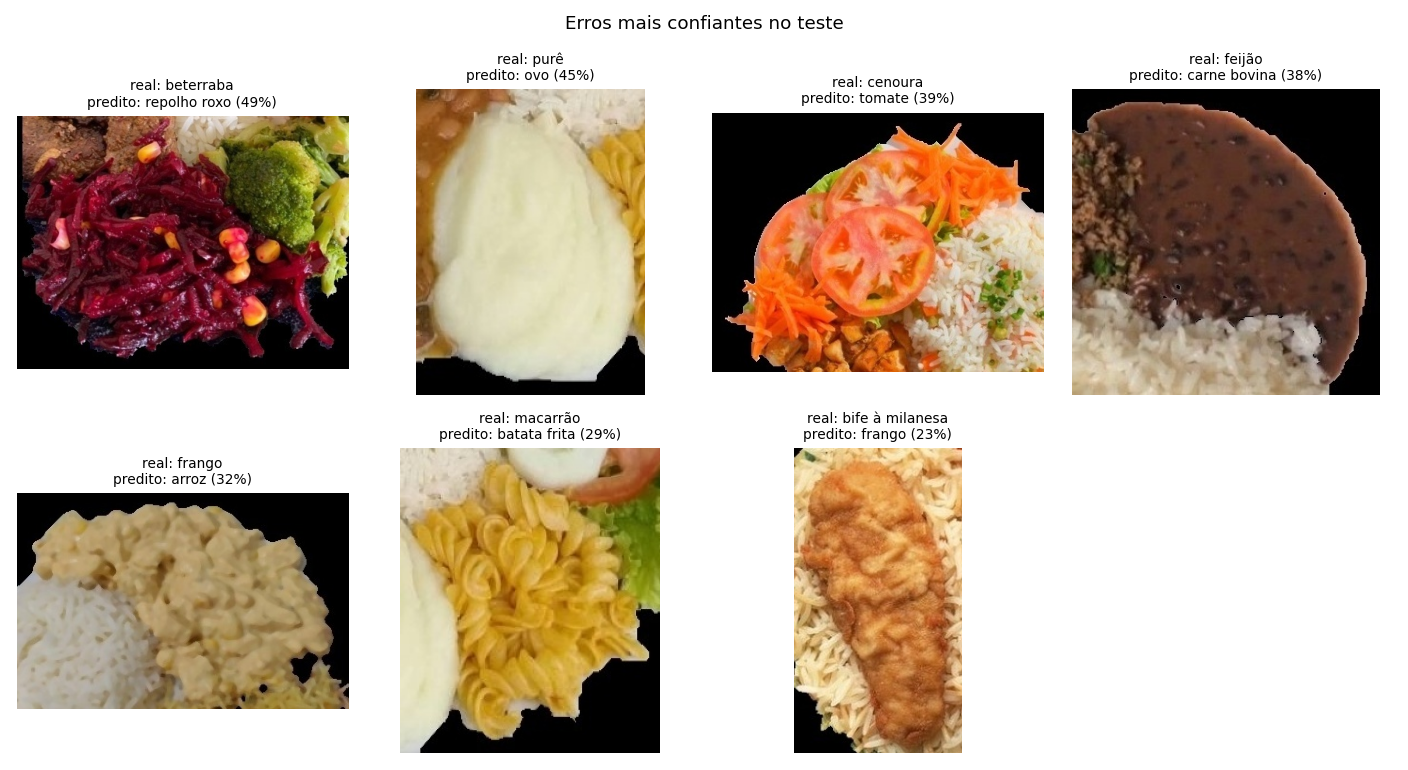 Erros mais confiantes no teste
real: beterraba
predito: repolho roxo (49%)
real: purê
predito: ovo (45%)
real: cenoura
predito: tomate (39%)
real: feijão
predito: carne bovina (38%)
real: frango
predito: arroz (32%)
real: macarrão
predito: batata frita (29%)
real: bife à milanesa
predito: frango (23%)